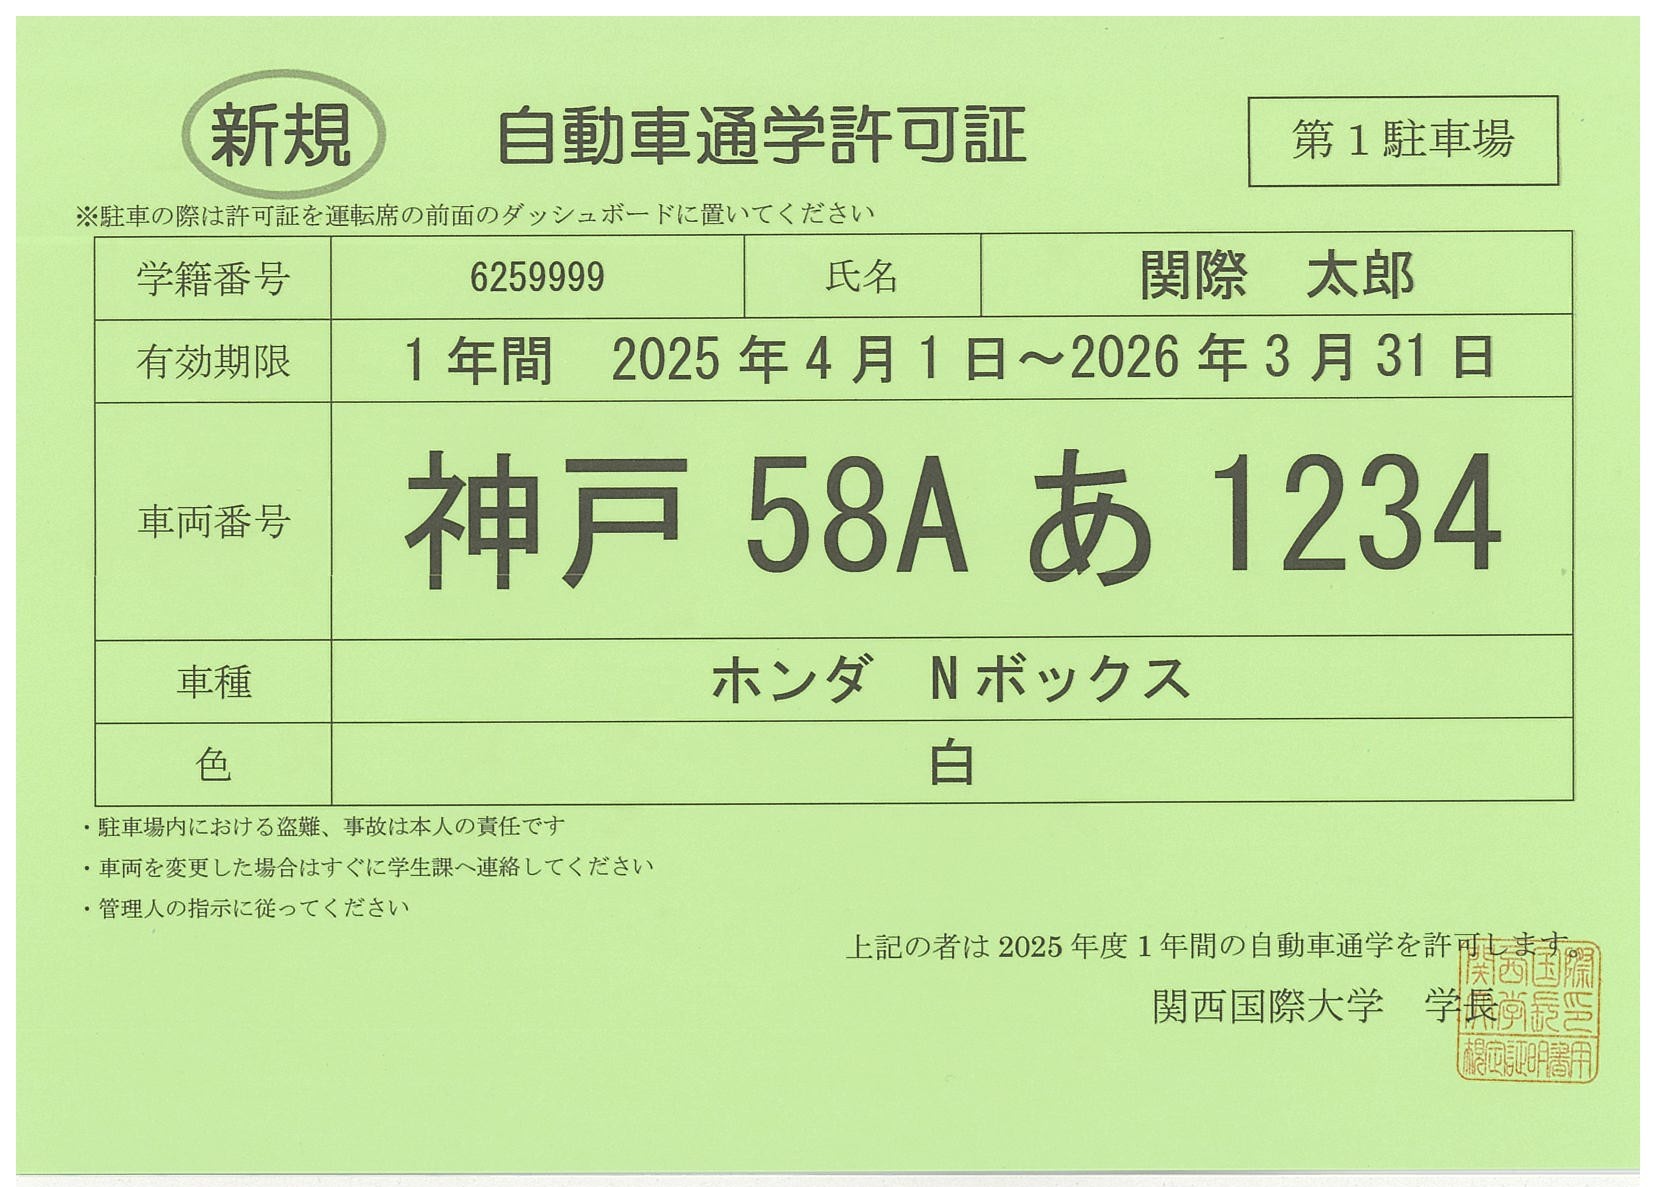 新規 自動車通学許可証 第1駐車場
※駐車の際は許可証を運転席の前面のダッシュボードに置いてください
学籍番号 6259999 氏名 関際 太郎
有効期限 1年間 2025年4月1日～2026年3月31日
車両番号 神戸 58A あ 1234
車種 ホンダ Nボックス
色 白
・駐車場内における盗難、事故は本人の責任です
・車両を変更した場合はすぐに学生課へ連絡してください
・管理人の指示に従ってください
上記の者は2025年度1年間の自動車通学を許可します。
関西国際大学 学長